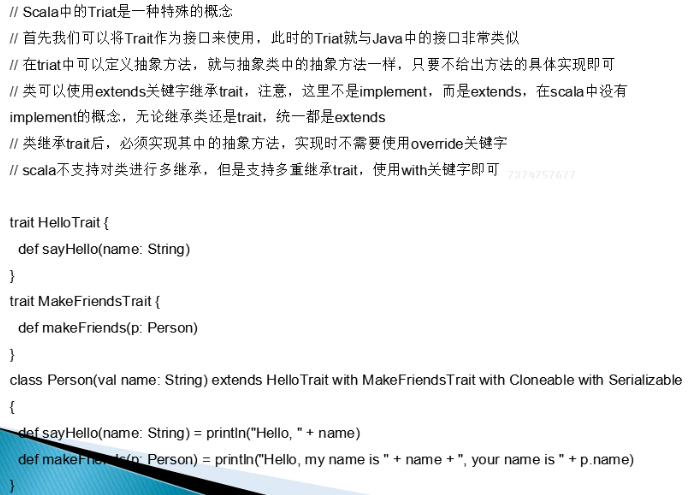 // Scala中的Triat是一种特殊的概念
// 首先我们可以将Trait作为接口来使用，此时的Triat就与Java中的接口非常类似
// 在triat中可以定义抽象方法，就与抽象类中的抽象方法一样，只要不给出方法的具体实现即可
// 类可以使用extends关键字继承trait，注意，这里不是implement，而是extends，在scala中没有
implement的概念，无论继承类还是trait，统一都是extends
// 类继承trait后，必须实现其中的抽象方法，实现时不需要使用override关键字
// scala不支持对类进行多继承，但是支持多重继承trait，使用with关键字即可
7374757677
trait HelloTrait {
def sayHello(name: String)
}
trait MakeFriendsTrait {
def makeFriends(p: Person)
}
class Person(val name: String) extends HelloTrait with MakeFriendsTrait with Cloneable with Serializable
{
def sayHello(name: String) = println("Hello, " + name)
def makeFriends(p: Person) = println("Hello, my name is " + name + ", your name is " + p.name)
}